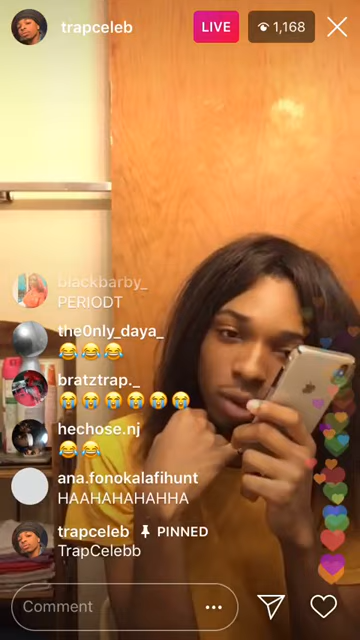 trapceleb
LIVE
1,168
blackbarby_
PERIODT
the0nly_daya_
😂😂😂
bratztrap._
😭😭😭😭😭😭
hechose.nj
😂😂
ana.fonokalafihunt
HAAHAHAHAHHA
trapceleb PINNED
TrapCelebb
Comment